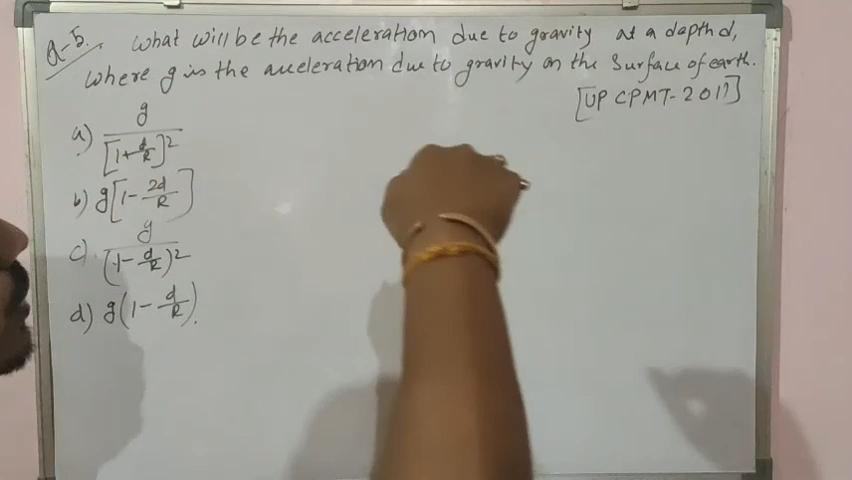 Q-5. What will be the acceleration due to gravity at a depth d,
where g is the acceleration due to gravity on the surface of earth.
[UP CPMT-2011]
a) g/[1+d/R]²
b) g[1-2d/R]
c) g/(1-d/R)²
d) g(1-d/R).